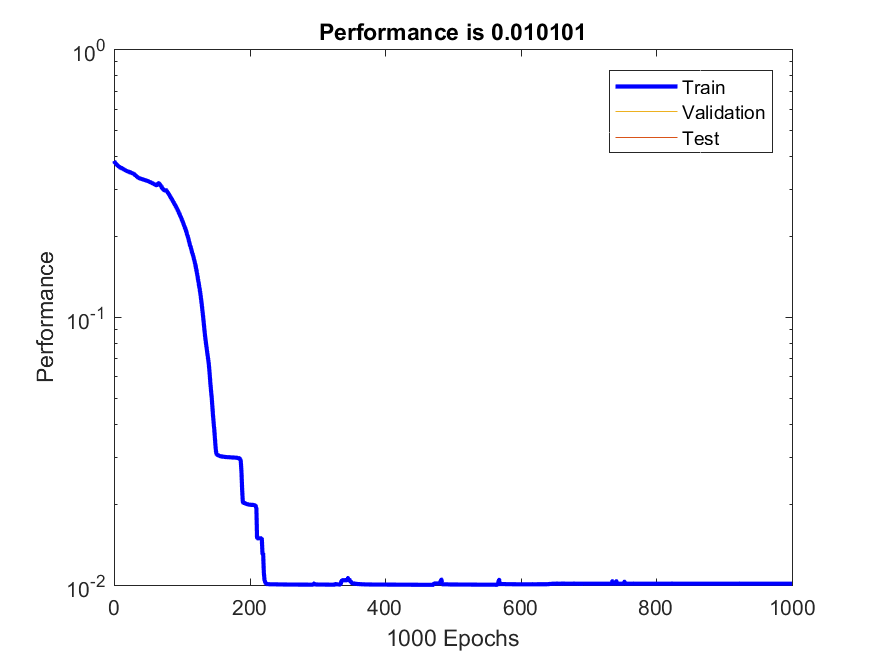 Performance is 0.010101
Train
Validation
Test
Performance
10^0
10^-1
10^-2
0 200 400 600 800 1000
1000 Epochs